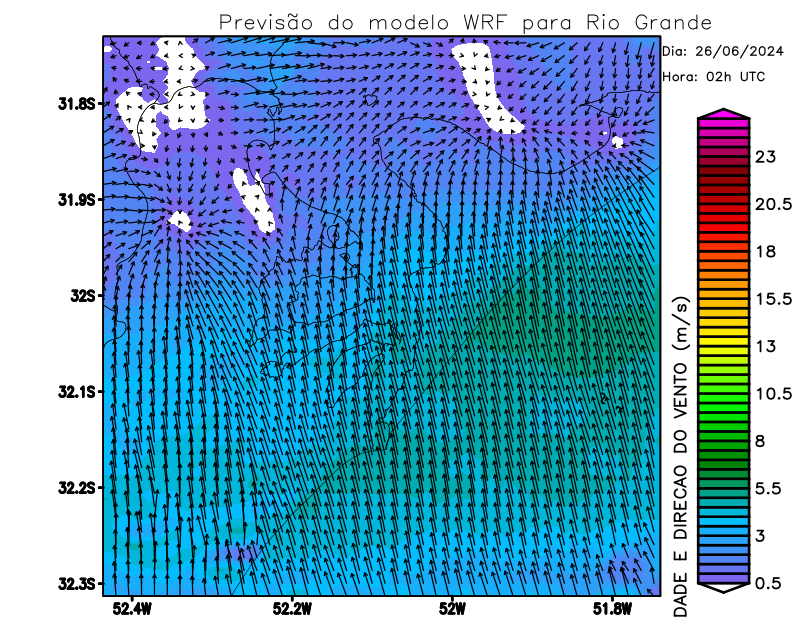 Previsão do modelo WRF para Rio Grande
Dia: 26/06/2024
Hora: 02h UTC
31.8S
31.9S
32S
32.1S
32.2S
32.3S
52.4W
52.2W
52W
51.8W
23
20.5
18
15.5
13
10.5
8
5.5
3
0.5
DADE E DIRECAO DO VENTO (m/s)